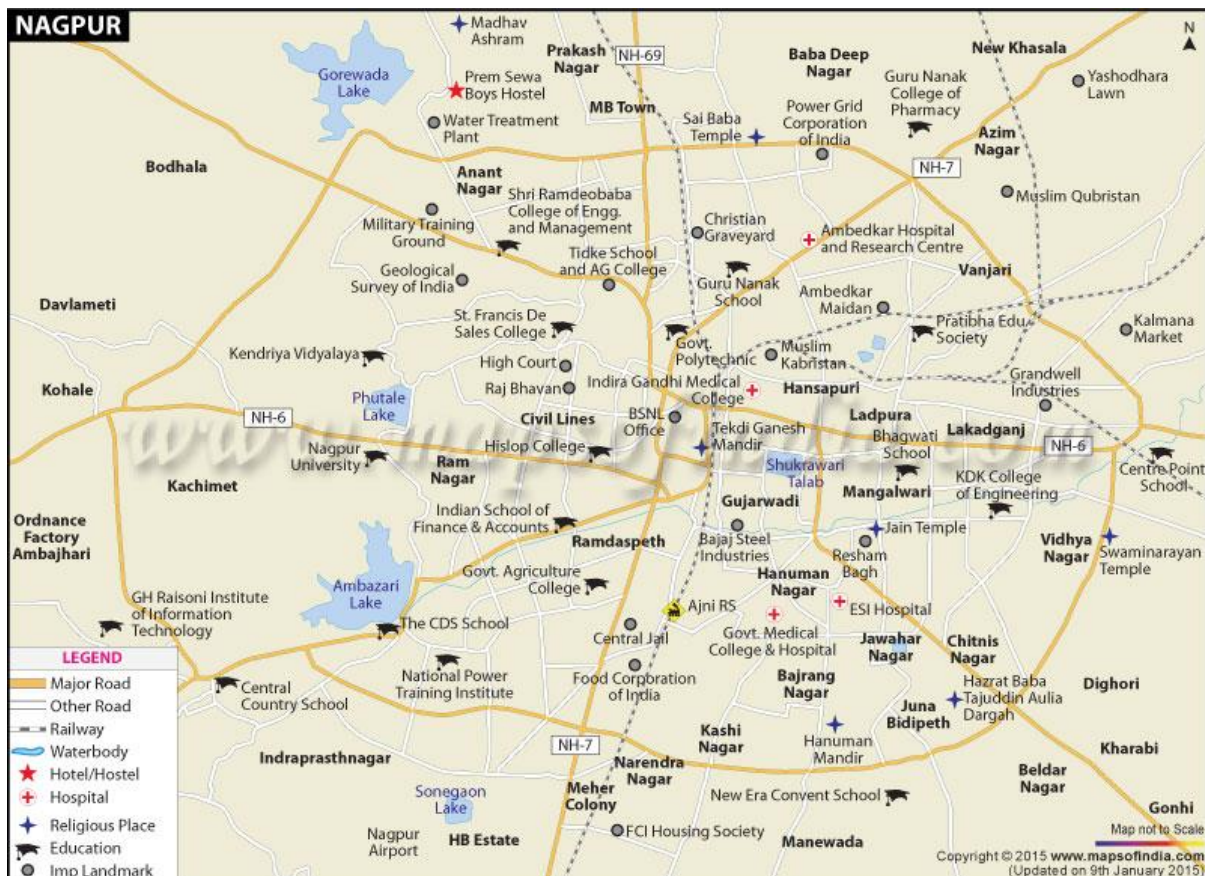 NAGPUR
Madhav
Ashram
Prakash
Nagar
NH-69
Baba Deep
Nagar
New Khasala
N
Gorewada
Lake
Prem Sewa
Boys Hostel
MB Town
Guru Nanak
College of
Pharmacy
Yashodhara
Lawn
Water Treatment
Plant
Sai Baba
Temple
Power Grid
Corporation
of India
Azim
Nagar
Bodhala
Anant
Nagar
NH-7
Shri Ramdeobaba
College of Engg.
and Management
Muslim Qubristan
Military Training
Ground
Christian
Graveyard
Ambedkar Hospital
and Research Centre
Tidke School
and AG College
Geological
Survey of India
Guru Nanak
School
Vanjari
Davlameti
Ambedkar
Maidan
St. Francis De
Sales College
Pratibha Edu
Society
Kalmana
Market
Kendriya Vidyalaya
Govt.
Polytechnic
Muslim
Kabristan
High Court
Grandwell
Industries
Kohale
Raj Bhavan
Indira Gandhi Medical
College
Hansapuri
Phutale
Lake
NH-6
Civil Lines
BSNL
Office
Ladpura
Tekdi Ganesh
Mandir
Lakadganj
www.mapsofindia.com
Hislop College
Bhagwati
School
NH-6
Nagpur
University
Ram
Nagar
Shukrawari
Talab
KDK College
of Engineering
Centre Point
School
Kachimet
Gujarwadi
Mangalwari
Ordnance
Factory
Ambajhari
Indian School of
Finance & Accounts
Ramdaspeth
Bajaj Steel
Industries
Jain Temple
Resham
Bagh
Vidhya
Nagar
Swaminarayan
Temple
Ambazari
Lake
Govt. Agriculture
College
Hanuman
Nagar
GH Raisoni Institute
of Information
Technology
Ajni RS
ESI Hospital
The CDS School
Central Jail
Govt. Medical
College & Hospital
Jawahar
Nagar
Chitnis
Nagar
LEGEND
Major Road
Other Road
Railway
Waterbody
Hotel/Hostel
Hospital
Religious Place
Education
Imp Landmark
National Power
Training Institute
Food Corporation
of India
Bajrang
Nagar
Hazrat Baba
Tajuddin Aulia
Dargah
Dighori
Central
Country School
Juna
Bidipeth
Kashi
Nagar
Hanuman
Mandir
Indraprasthnagar
NH-7
Narendra
Nagar
Kharabi
Beldar
Nagar
Meher
Colony
Sonegaon
Lake
New Era Convent School
Gonhi
Nagpur
Airport
HB Estate
FCI Housing Society
Manewada
Map not to Scale
Copyright © 2015 www.mapsofindia.com
(Updated on 9th January 2015)